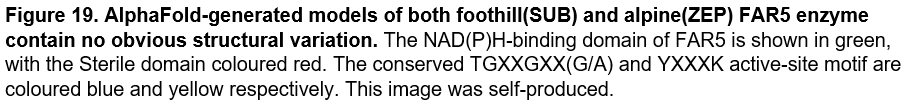 Figure 19. AlphaFold-generated models of both foothill(SUB) and alpine(ZEP) FAR5 enzyme
contain no obvious structural variation. The NAD(P)H-binding domain of FAR5 is shown in green,
with the Sterile domain coloured red. The conserved TGXXGXX(G/A) and YXXXK active-site motif are
coloured blue and yellow respectively. This image was self-produced.